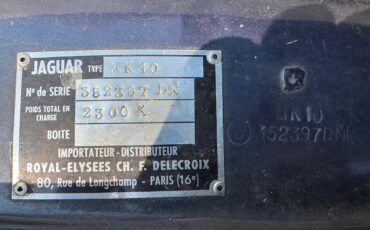 JAGUAR TYPE MK10
No de SERIE 352397 DN
POIDS TOTAL EN CHARGE 2300 K
BOITE
IMPORTATEUR-DISTRIBUTEUR
ROYAL-ELYSEES CH. F. DELECROIX
80, Rue de Longchamp - PARIS (16e)
MK10
352397DN